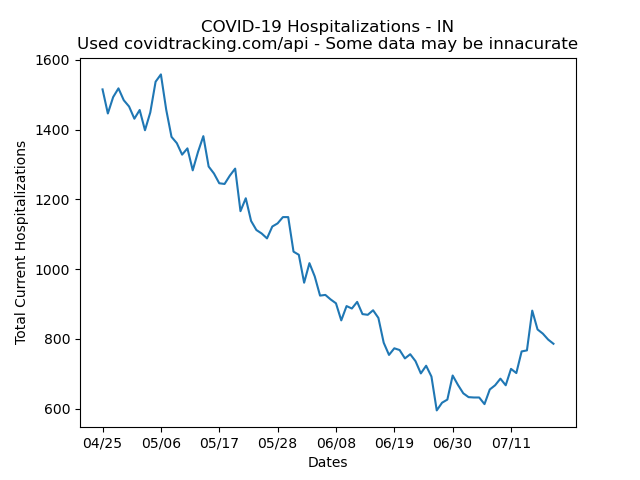 COVID-19 Hospitalizations - IN
Used covidtracking.com/api - Some data may be innacurate
Total Current Hospitalizations
1600
1400
1200
1000
800
600
04/25 05/06 05/17 05/28 06/08 06/19 06/30 07/11
Dates